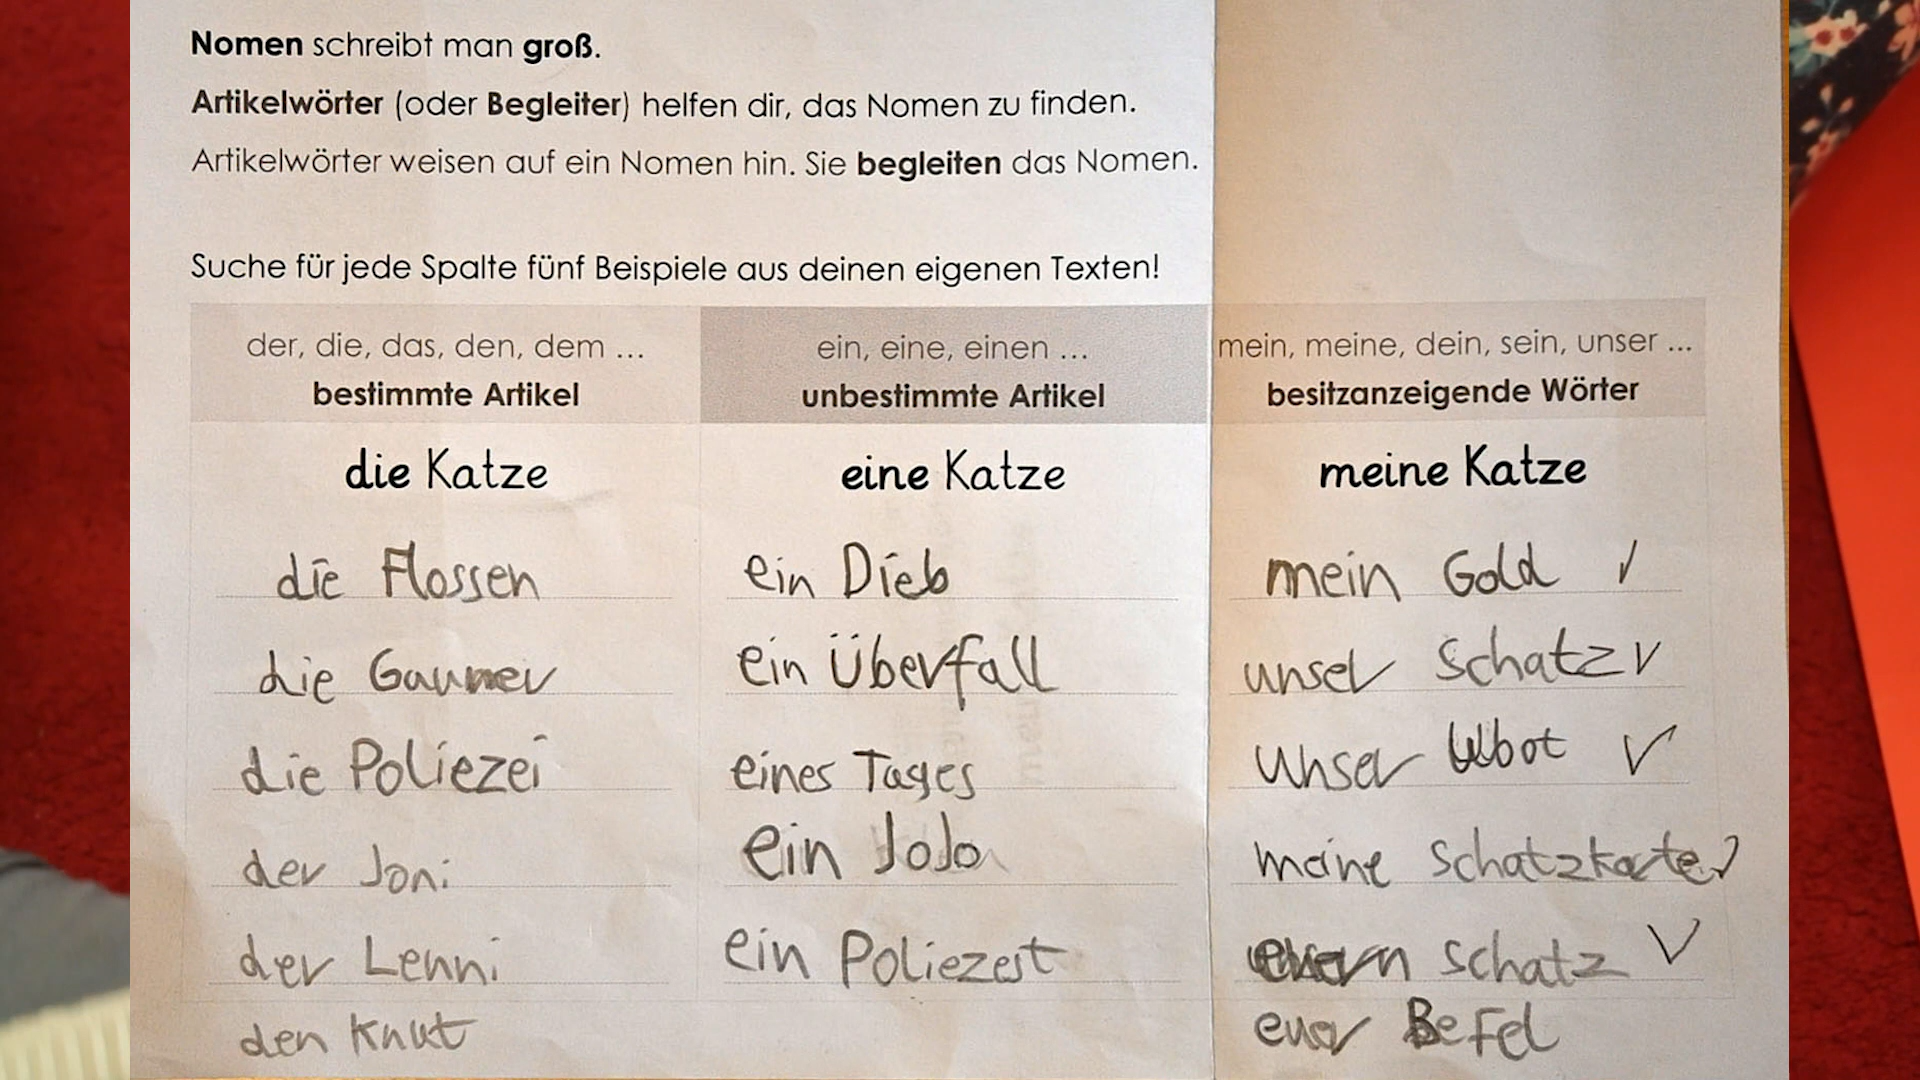 Nomen schreibt man groß.
Artikelwörter (oder Begleiter) helfen dir, das Nomen zu finden.
Artikelwörter weisen auf ein Nomen hin. Sie begleiten das Nomen.
Suche für jede Spalte fünf Beispiele aus deinen eigenen Texten!
der, die, das, den, dem ...
bestimmte Artikel
die Katze
die Flossen
die Gauner
die Poliezei
der Joni
der Lenni
den Knut
ein, eine, einen ...
unbestimmte Artikel
eine Katze
ein Dieb
ein Überfall
eines Tages
ein JoJo
ein Poliezest
mein, meine, dein, sein, unser ...
besitzanzeigende Wörter
meine Katze
mein Gold ✓
unser Schatz ✓
unser Ubot ✓
meine Schatzkarte ✓
Schatz ✓
euer Befel